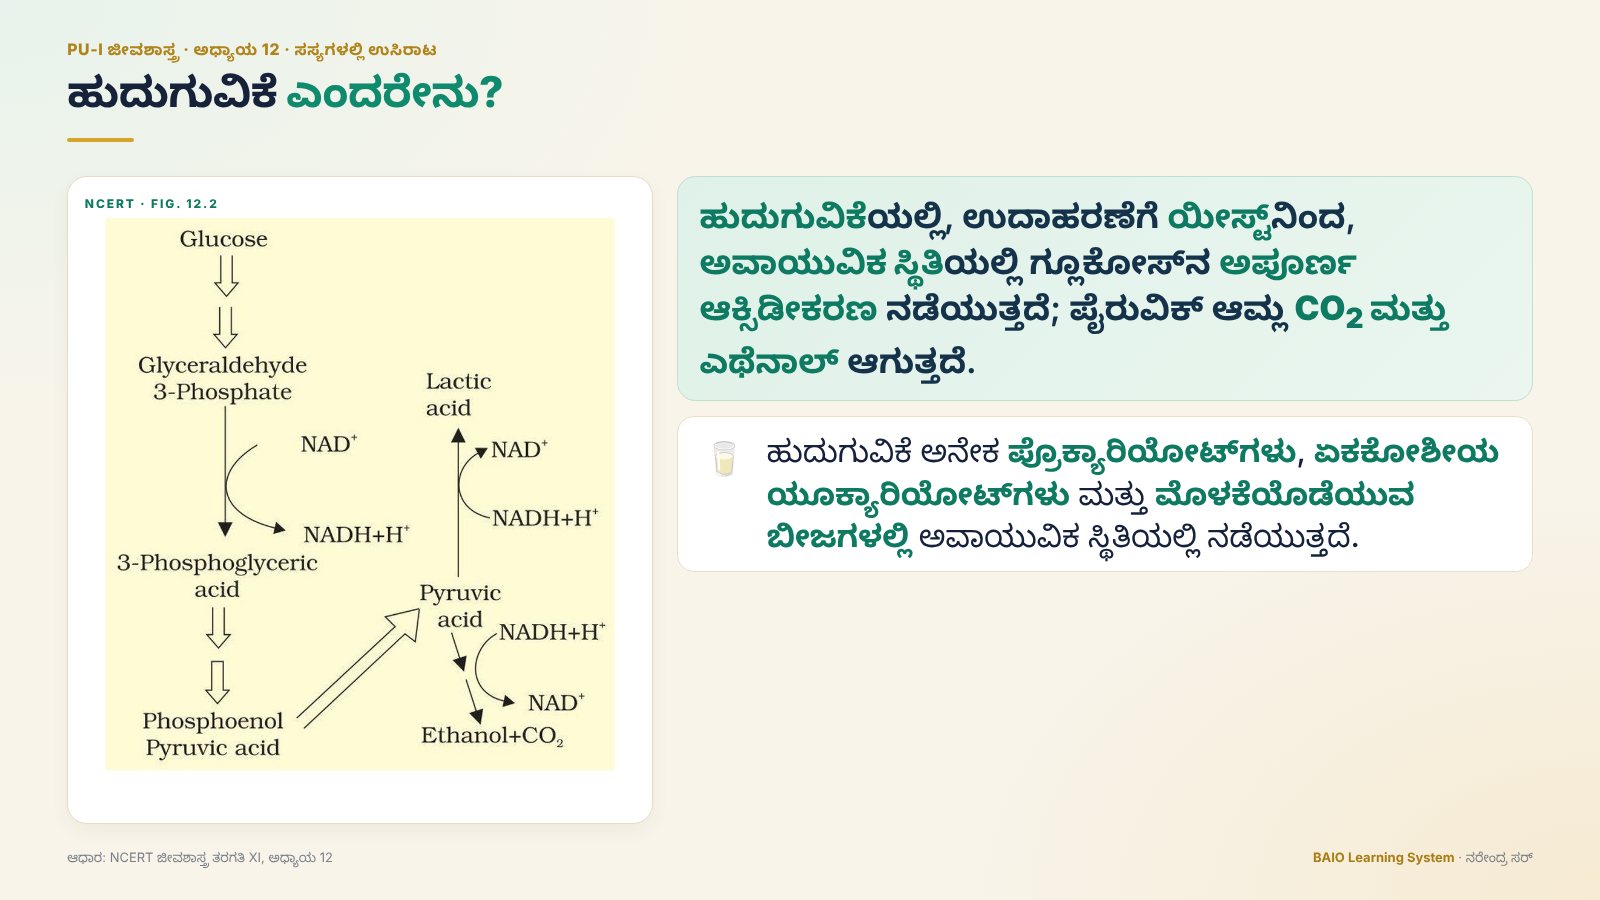 PU-I ಜೀವಶಾಸ್ತ್ರ · ಅಧ್ಯಾಯ 12 · ಸಸ್ಯಗಳಲ್ಲಿ ಉಸಿರಾಟ
ಹುದುಗುವಿಕೆ ಎಂದರೇನು?
NCERT · FIG. 12.2
Glucose
Glyceraldehyde
3-Phosphate
NAD⁺
NADH+H⁺
3-Phosphoglyceric
acid
Phosphoenol
Pyruvic acid
Lactic
acid
NAD⁺
NADH+H⁺
Pyruvic
acid
NADH+H⁺
NAD⁺
Ethanol+CO₂
ಹುದುಗುವಿಕೆಯಲ್ಲಿ, ಉದಾಹರಣೆಗೆ ಯೀಸ್ಟ್‌ನಿಂದ,
ಅವಾಯುವಿಕ ಸ್ಥಿತಿಯಲ್ಲಿ ಗ್ಲೂಕೋಸ್‌ನ ಅಪೂರ್ಣ
ಆಕ್ಸಿಡೀಕರಣ ನಡೆಯುತ್ತದೆ; ಪೈರುವಿಕ್ ಆಮ್ಲ CO₂ ಮತ್ತು
ಎಥೆನಾಲ್ ಆಗುತ್ತದೆ.
ಹುದುಗುವಿಕೆ ಅನೇಕ ಪ್ರೊಕ್ಯಾರಿಯೋಟ್‌ಗಳು, ಏಕಕೋಶೀಯ
ಯೂಕ್ಯಾರಿಯೋಟ್‌ಗಳು ಮತ್ತು ಮೊಳಕೆಯೊಡೆಯುವ
ಬೀಜಗಳಲ್ಲಿ ಅವಾಯುವಿಕ ಸ್ಥಿತಿಯಲ್ಲಿ ನಡೆಯುತ್ತದೆ.
ಆಧಾರ: NCERT ಜೀವಶಾಸ್ತ್ರ ತರಗತಿ XI, ಅಧ್ಯಾಯ 12
BAIO Learning System · ನರೇಂದ್ರ ಸರ್